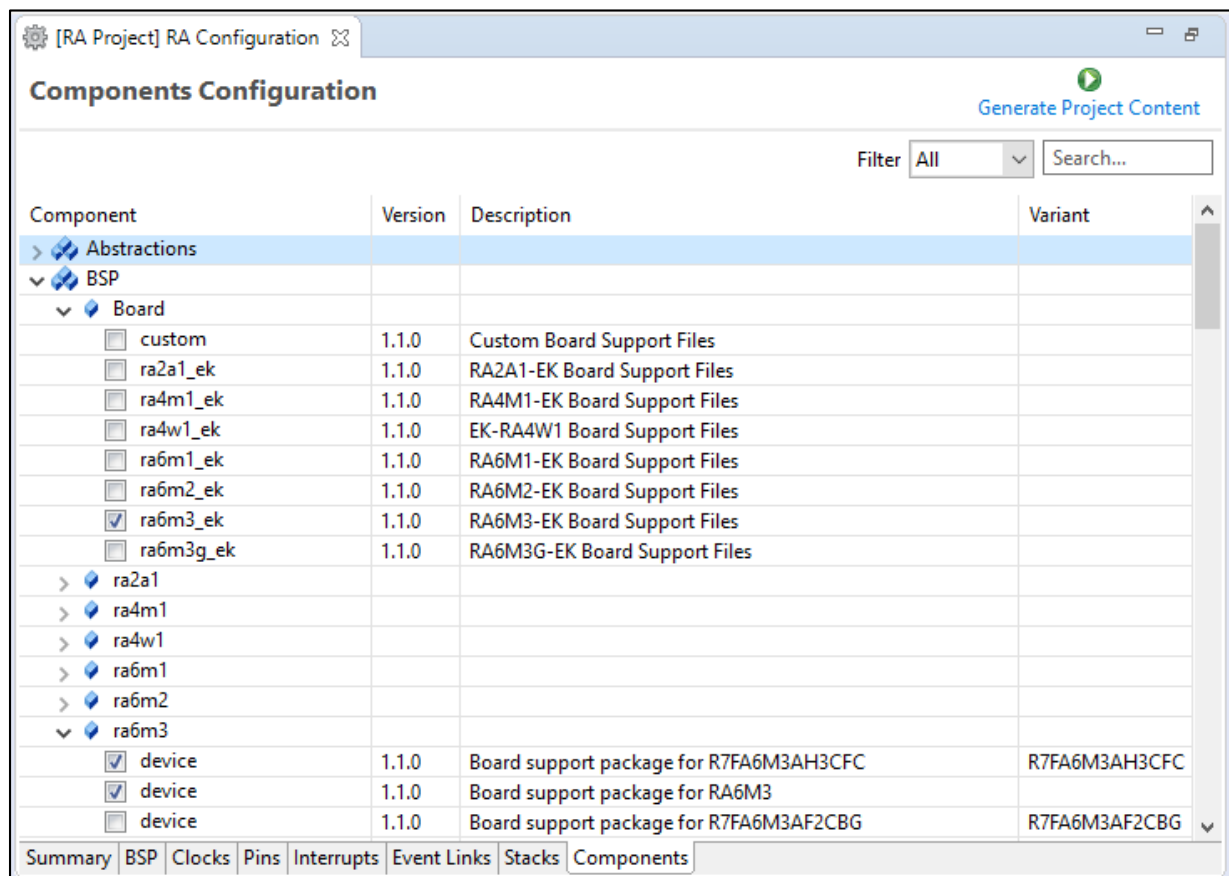 [RA Project] RA Configuration
Components Configuration
Generate Project Content
Filter All Search...
Component Version Description Variant
Abstractions
BSP
Board
custom 1.1.0 Custom Board Support Files
ra2a1_ek 1.1.0 RA2A1-EK Board Support Files
ra4m1_ek 1.1.0 RA4M1-EK Board Support Files
ra4w1_ek 1.1.0 EK-RA4W1 Board Support Files
ra6m1_ek 1.1.0 RA6M1-EK Board Support Files
ra6m2_ek 1.1.0 RA6M2-EK Board Support Files
ra6m3_ek 1.1.0 RA6M3-EK Board Support Files
ra6m3g_ek 1.1.0 RA6M3G-EK Board Support Files
ra2a1
ra4m1
ra4w1
ra6m1
ra6m2
ra6m3
device 1.1.0 Board support package for R7FA6M3AH3CFC R7FA6M3AH3CFC
device 1.1.0 Board support package for RA6M3
device 1.1.0 Board support package for R7FA6M3AF2CBG R7FA6M3AF2CBG
Summary BSP Clocks Pins Interrupts Event Links Stacks Components